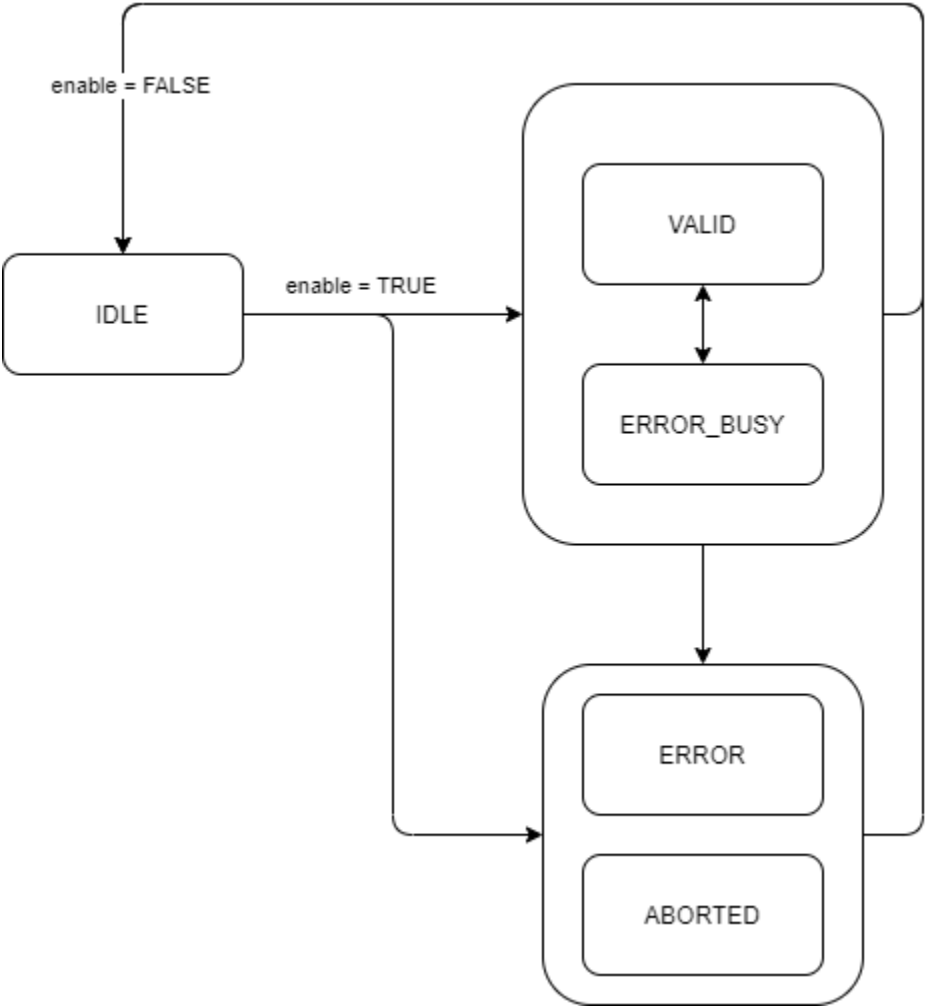 enable = FALSE
VALID
enable = TRUE
IDLE
ERROR_BUSY
ERROR
ABORTED